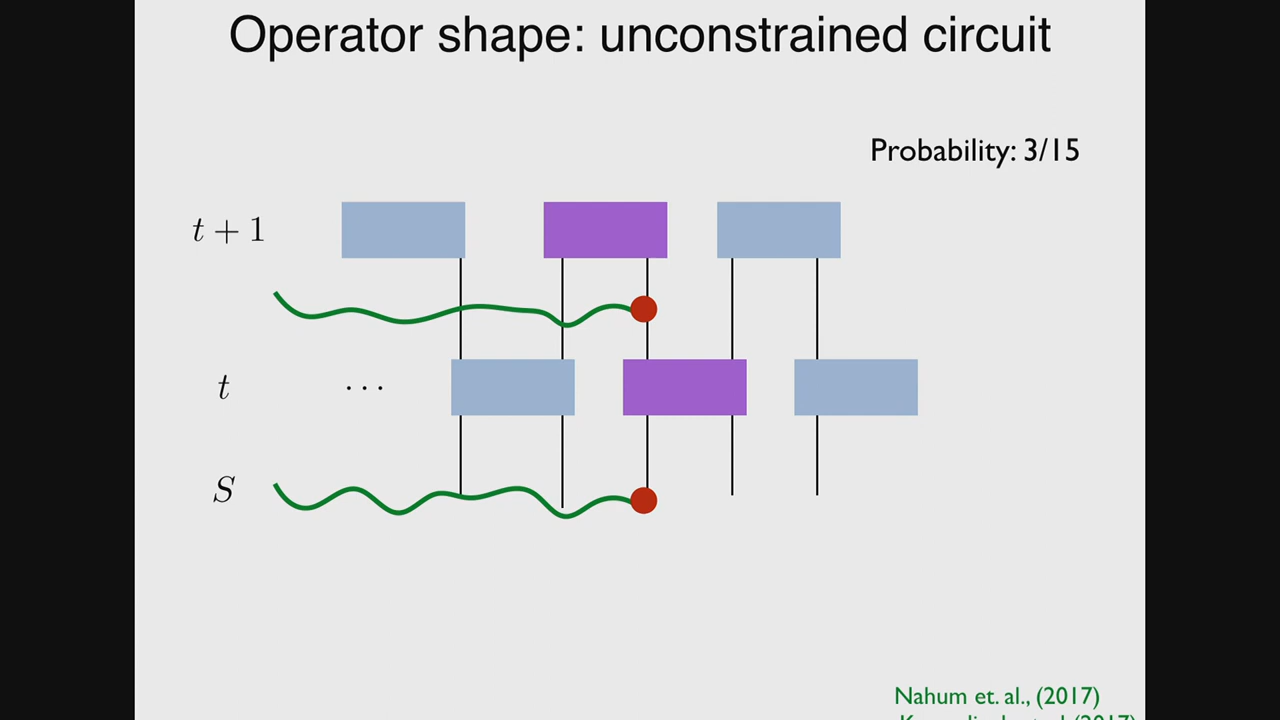 Operator shape: unconstrained circuit
Probability: 3/15
t + 1
t
...
S
Nahum et. al., (2017)